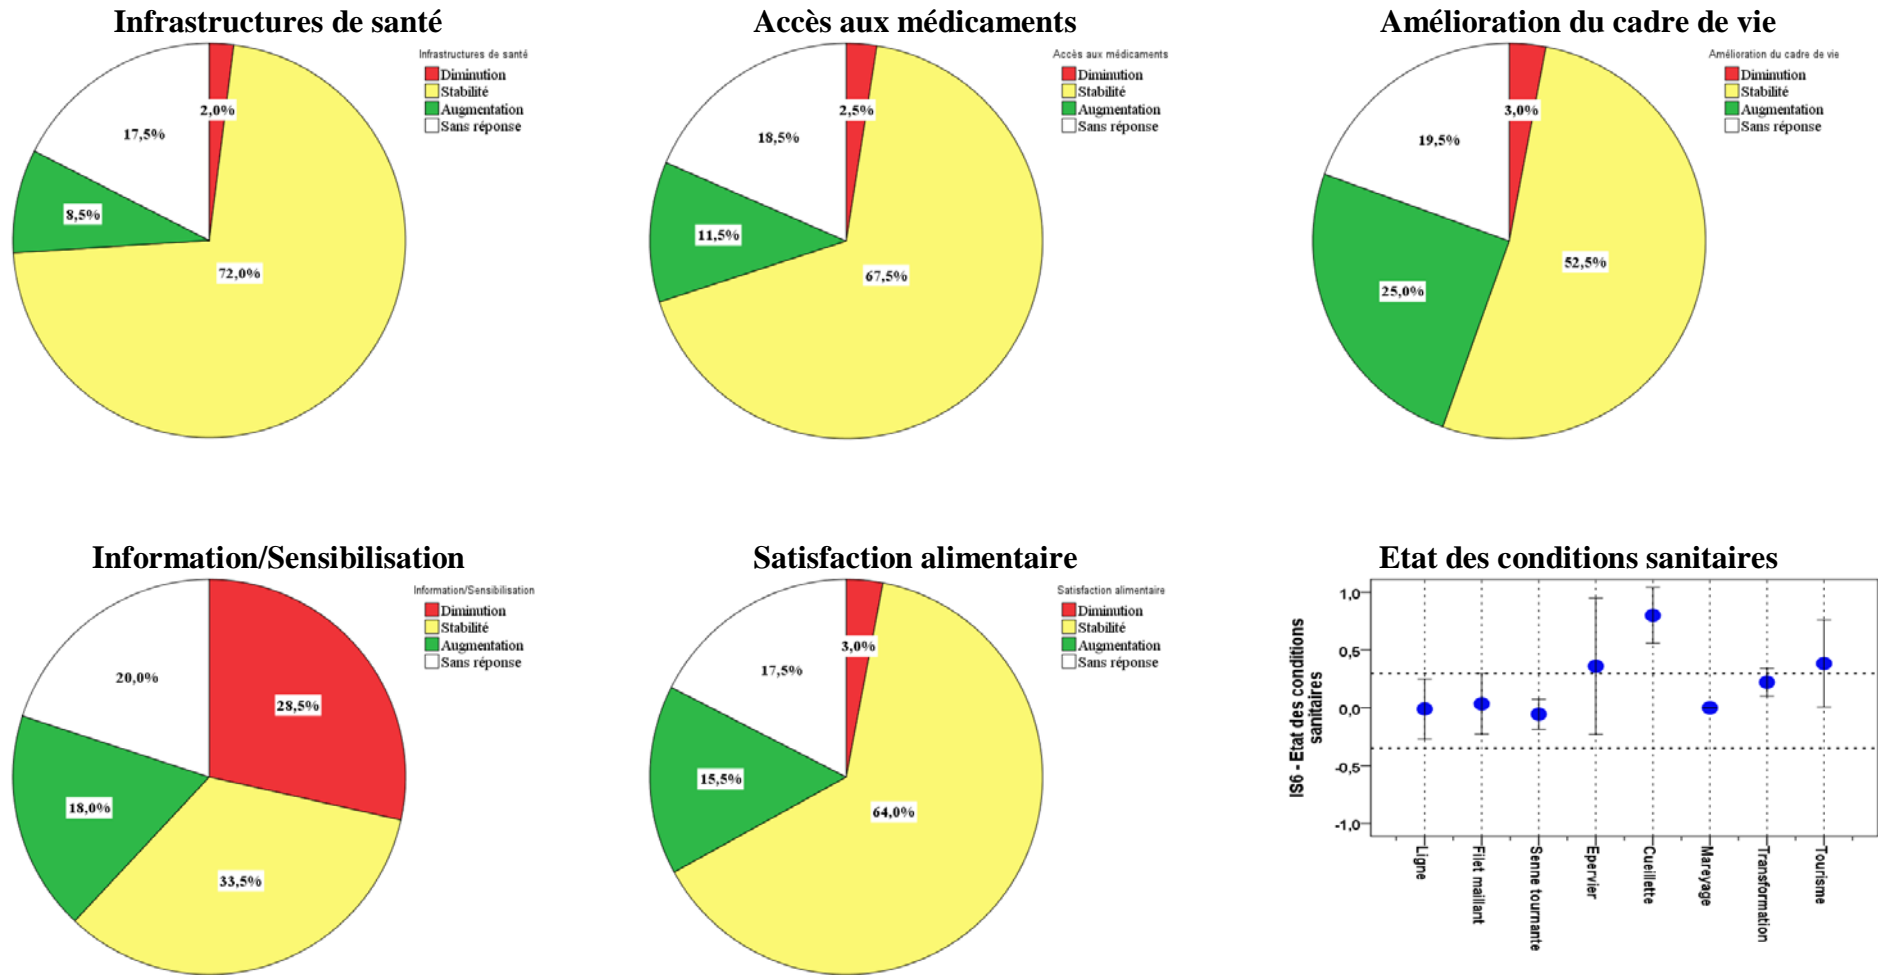 Infrastructures de santé
Infrastructures de santé
Diminution
Stabilité
Augmentation
Sans réponse
2,0%
17,5%
8,5%
72,0%
Accès aux médicaments
Accès aux médicaments
Diminution
Stabilité
Augmentation
Sans réponse
2,5%
18,5%
11,5%
67,5%
Amélioration du cadre de vie
Amélioration du cadre de vie
Diminution
Stabilité
Augmentation
Sans réponse
3,0%
19,5%
52,5%
25,0%
Information/Sensibilisation
Information/Sensibilisation
Diminution
Stabilité
Augmentation
Sans réponse
20,0%
28,5%
18,0%
33,5%
Satisfaction alimentaire
Satisfaction alimentaire
Diminution
Stabilité
Augmentation
Sans réponse
3,0%
17,5%
15,5%
64,0%
Etat des conditions sanitaires
IS6 - Etat des conditions
sanitaires
1,0
0,5
0,0
-0,5
-1,0
Ligne
Filet maillant
Senne tournante
Epervier
Cueillette
Mareyage
Transformation
Tourisme